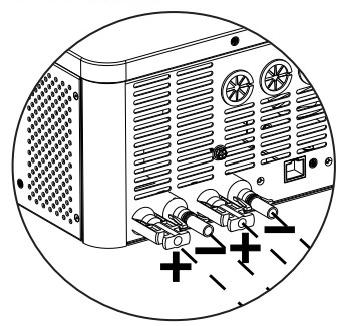 + − + −